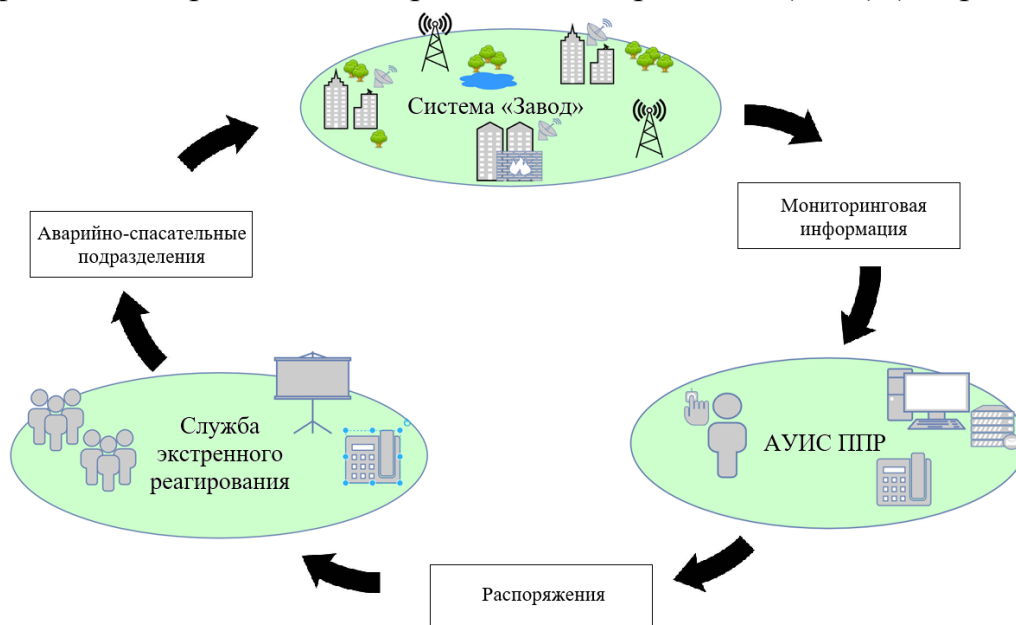 Система «Завод»
Мониторинговая
информация
Аварийно-спасательные
подразделения
Служба
экстренного
реагирования
АУИС ППР
Распоряжения